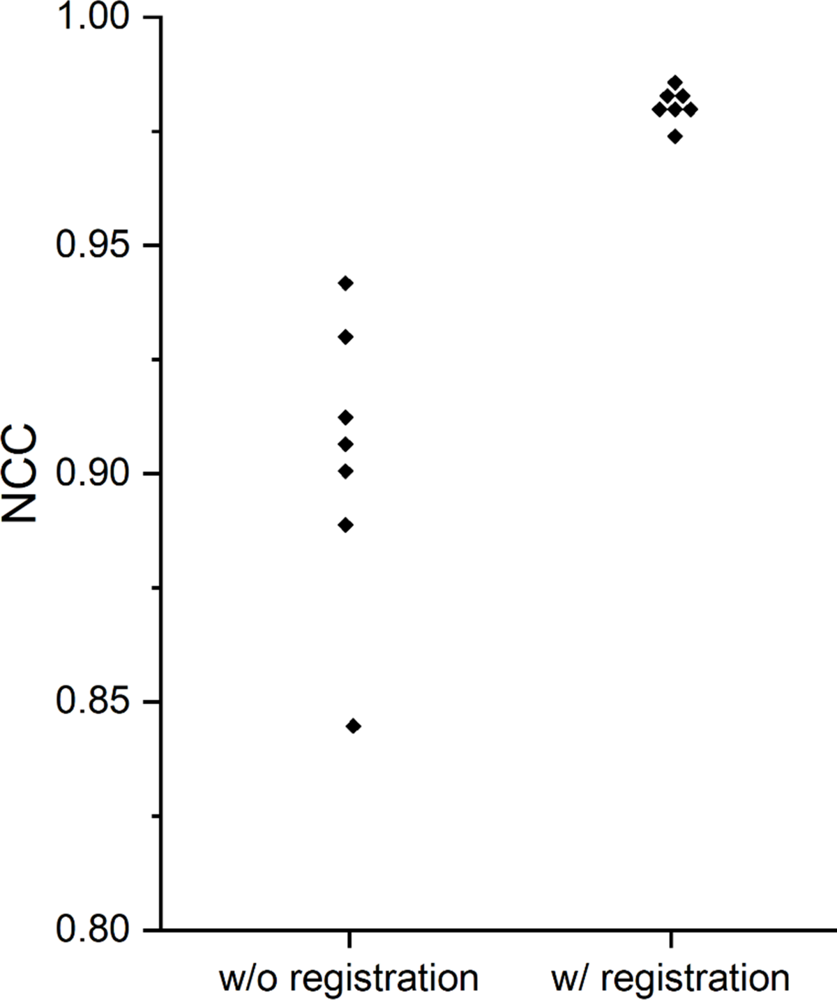 1.00
0.95
0.90
0.85
0.80
NCC
w/o registration
w/ registration